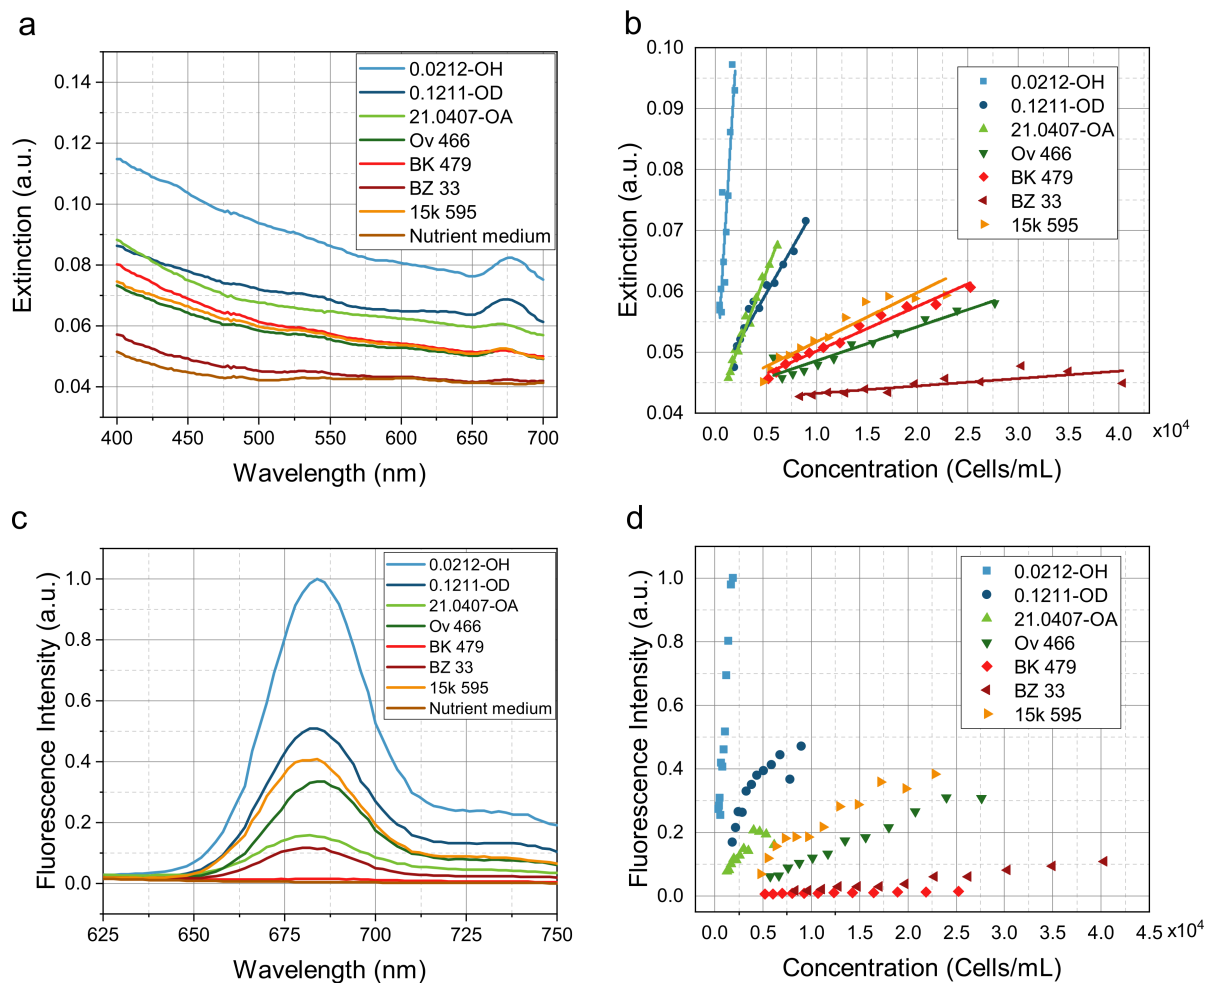 a
0.14
0.12
0.10
0.08
0.06
0.04
Extinction (a.u.)
400 450 500 550 600 650 700
Wavelength (nm)
0.0212-OH
0.1211-OD
21.0407-OA
Ov 466
BK 479
BZ 33
15k 595
Nutrient medium
b
0.10
0.09
0.08
0.07
0.06
0.05
0.04
Extinction (a.u.)
0.0 0.5 1.0 1.5 2.0 2.5 3.0 3.5 4.0 x10⁴
Concentration (Cells/mL)
0.0212-OH
0.1211-OD
21.0407-OA
Ov 466
BK 479
BZ 33
15k 595
c
1.0
0.8
0.6
0.4
0.2
0.0
Fluorescence Intensity (a.u.)
625 650 675 700 725 750
Wavelength (nm)
0.0212-OH
0.1211-OD
21.0407-OA
Ov 466
BK 479
BZ 33
15k 595
Nutrient medium
d
1.0
0.8
0.6
0.4
0.2
0.0
Fluorescence Intensity (a.u.)
0.0 0.5 1.0 1.5 2.0 2.5 3.0 3.5 4.0 4.5 x10⁴
Concentration (Cells/mL)
0.0212-OH
0.1211-OD
21.0407-OA
Ov 466
BK 479
BZ 33
15k 595